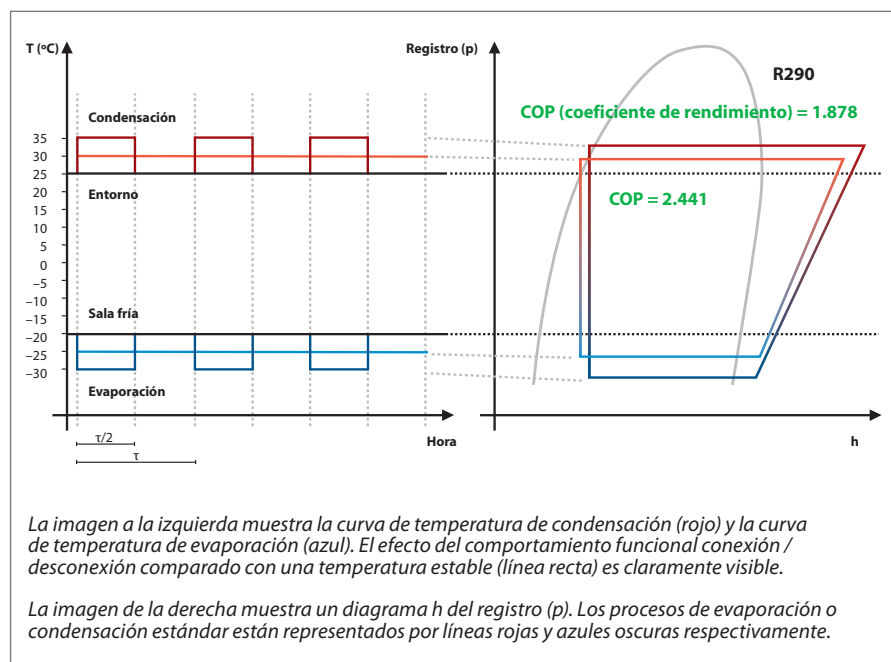 T (ºC)
Registro (p)
R290
Condensación
COP (coeficiente de rendimiento) = 1.878
35
30
25
20
15
10
5
0
−5
−10
−15
−20
−25
−30
Entorno
COP = 2.441
Sala fría
Evaporación
Hora
h
τ/2
τ
La imagen a la izquierda muestra la curva de temperatura de condensación (rojo) y la curva
de temperatura de evaporación (azul). El efecto del comportamiento funcional conexión /
desconexión comparado con una temperatura estable (línea recta) es claramente visible.
La imagen de la derecha muestra un diagrama h del registro (p). Los procesos de evaporación o
condensación estándar están representados por líneas rojas y azules oscuras respectivamente.